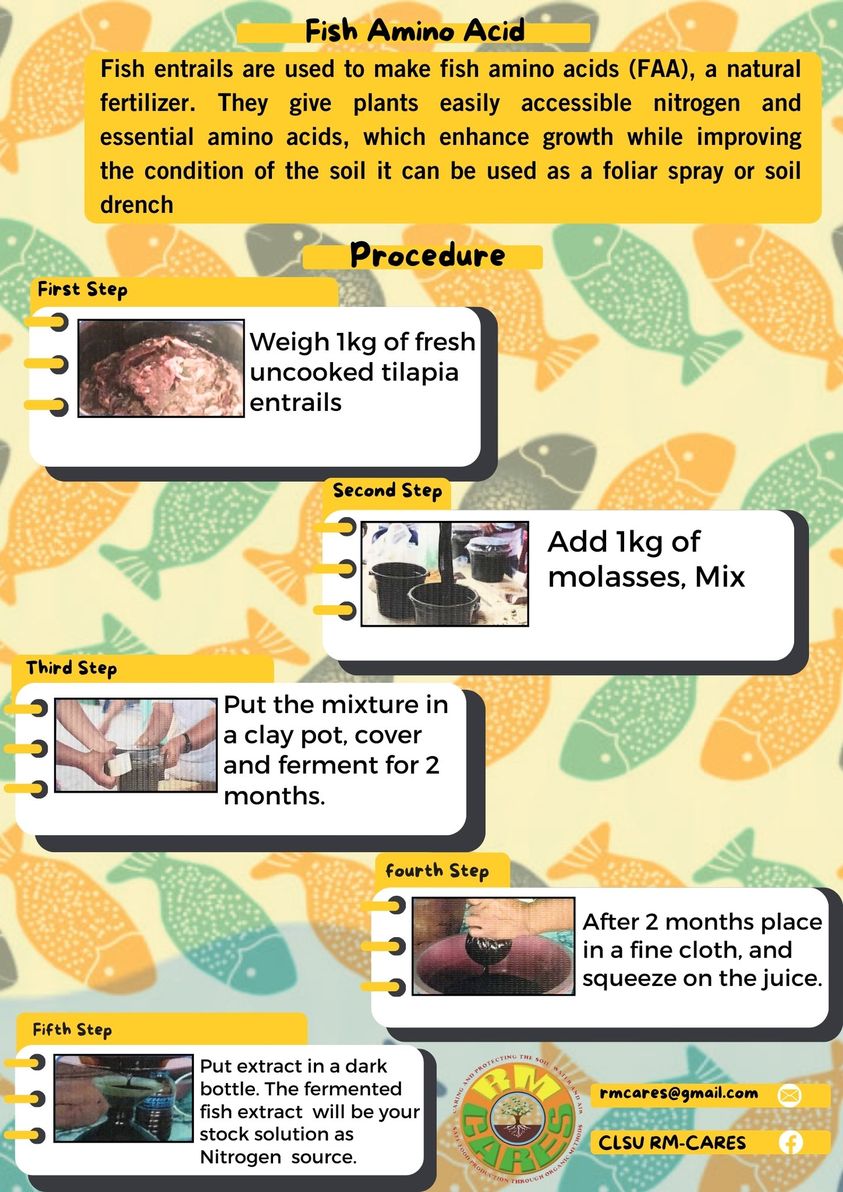 Fish Amino Acid
Fish entrails are used to make fish amino acids (FAA), a natural
fertilizer. They give plants easily accessible nitrogen and
essential amino acids, which enhance growth while improving
the condition of the soil it can be used as a foliar spray or soil
drench
Procedure
First Step
Weigh 1kg of fresh
uncooked tilapia
entrails
Second Step
Add 1kg of
molasses, Mix
Third Step
Put the mixture in
a clay pot, cover
and ferment for 2
months.
fourth Step
After 2 months place
in a fine cloth, and
squeeze on the juice.
Fifth Step
Put extract in a dark
bottle. The fermented
fish extract will be your
stock solution as
Nitrogen source.
CARING AND PROTECTING THE SOIL, WATER AND AIR
RM
CARES
SAFE FOOD PRODUCTION THROUGH ORGANIC METHODS
rmcares@gmail.com
CLSU RM-CARES